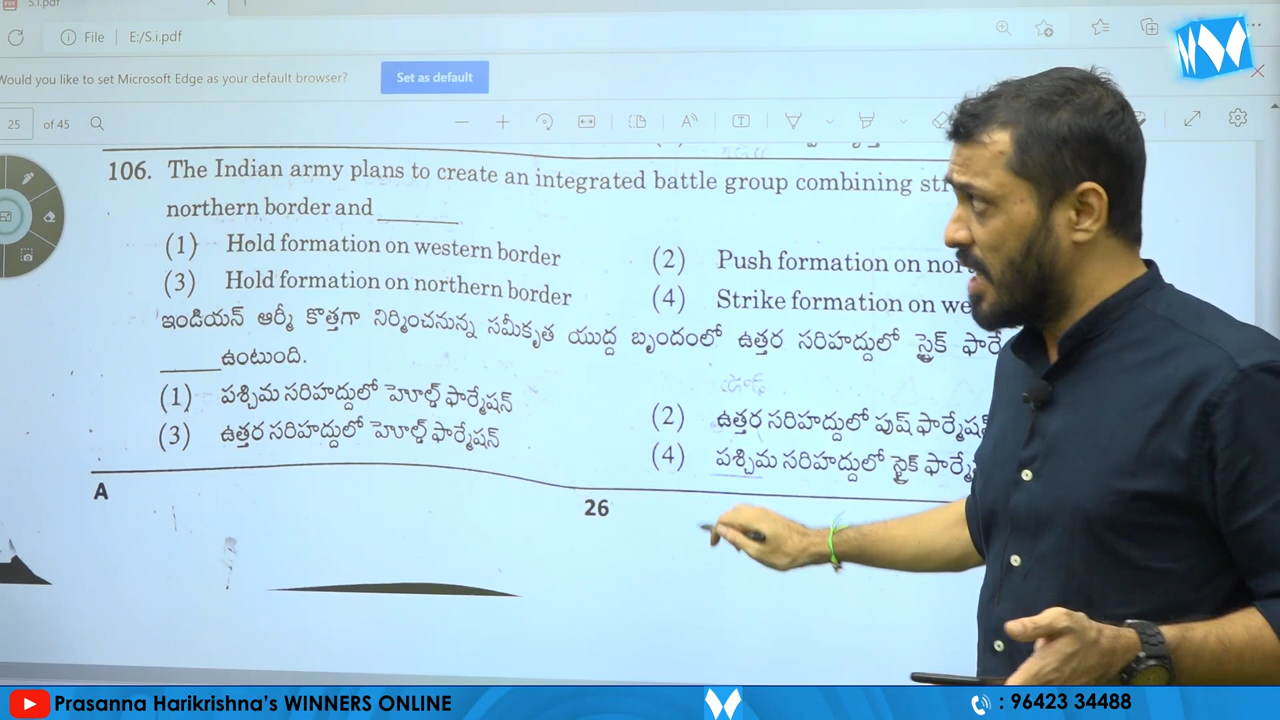 S.i.pdf
File E:/S.i.pdf
Would you like to set Microsoft Edge as your default browser? Set as default
25 of 45
106. The Indian army plans to create an integrated battle group combining
northern border and ______
(1) Hold formation on western border
(2) Push formation on
(3) Hold formation on northern border
(4) Strike formation on
ఇండియన్ ఆర్మీ కొత్తగా నిర్మించనున్న సమీకృత యుద్ధ బృందంలో ఉత్తర సరిహద్దులో స్ట్రైక్
______ఉంటుంది.
(1) పశ్చిమ సరిహద్దులో హెూల్డ్ ఫార్మేషన్
(2) ఉత్తర సరిహద్దులో పుష్ ఫార్మేషన్
(3) ఉత్తర సరిహద్దులో హెూల్డ్ ఫార్మేషన్
(4) పశ్చిమ సరిహద్దులో స్ట్రైక్
A
26
Prasanna Harikrishna's WINNERS ONLINE
: 96423 34488